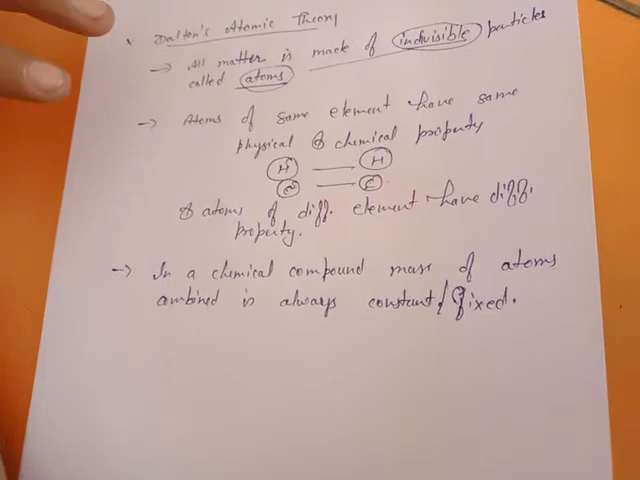 x Dalton's Atomic Theory
→ All matter is made of indivisible particles
called atoms
→ Atoms of same element have same
physical & chemical property
H — H
C — C
& atoms of diff. element have diff.
property.
→ In a chemical compound mass of atoms
combined is always constant/fixed.